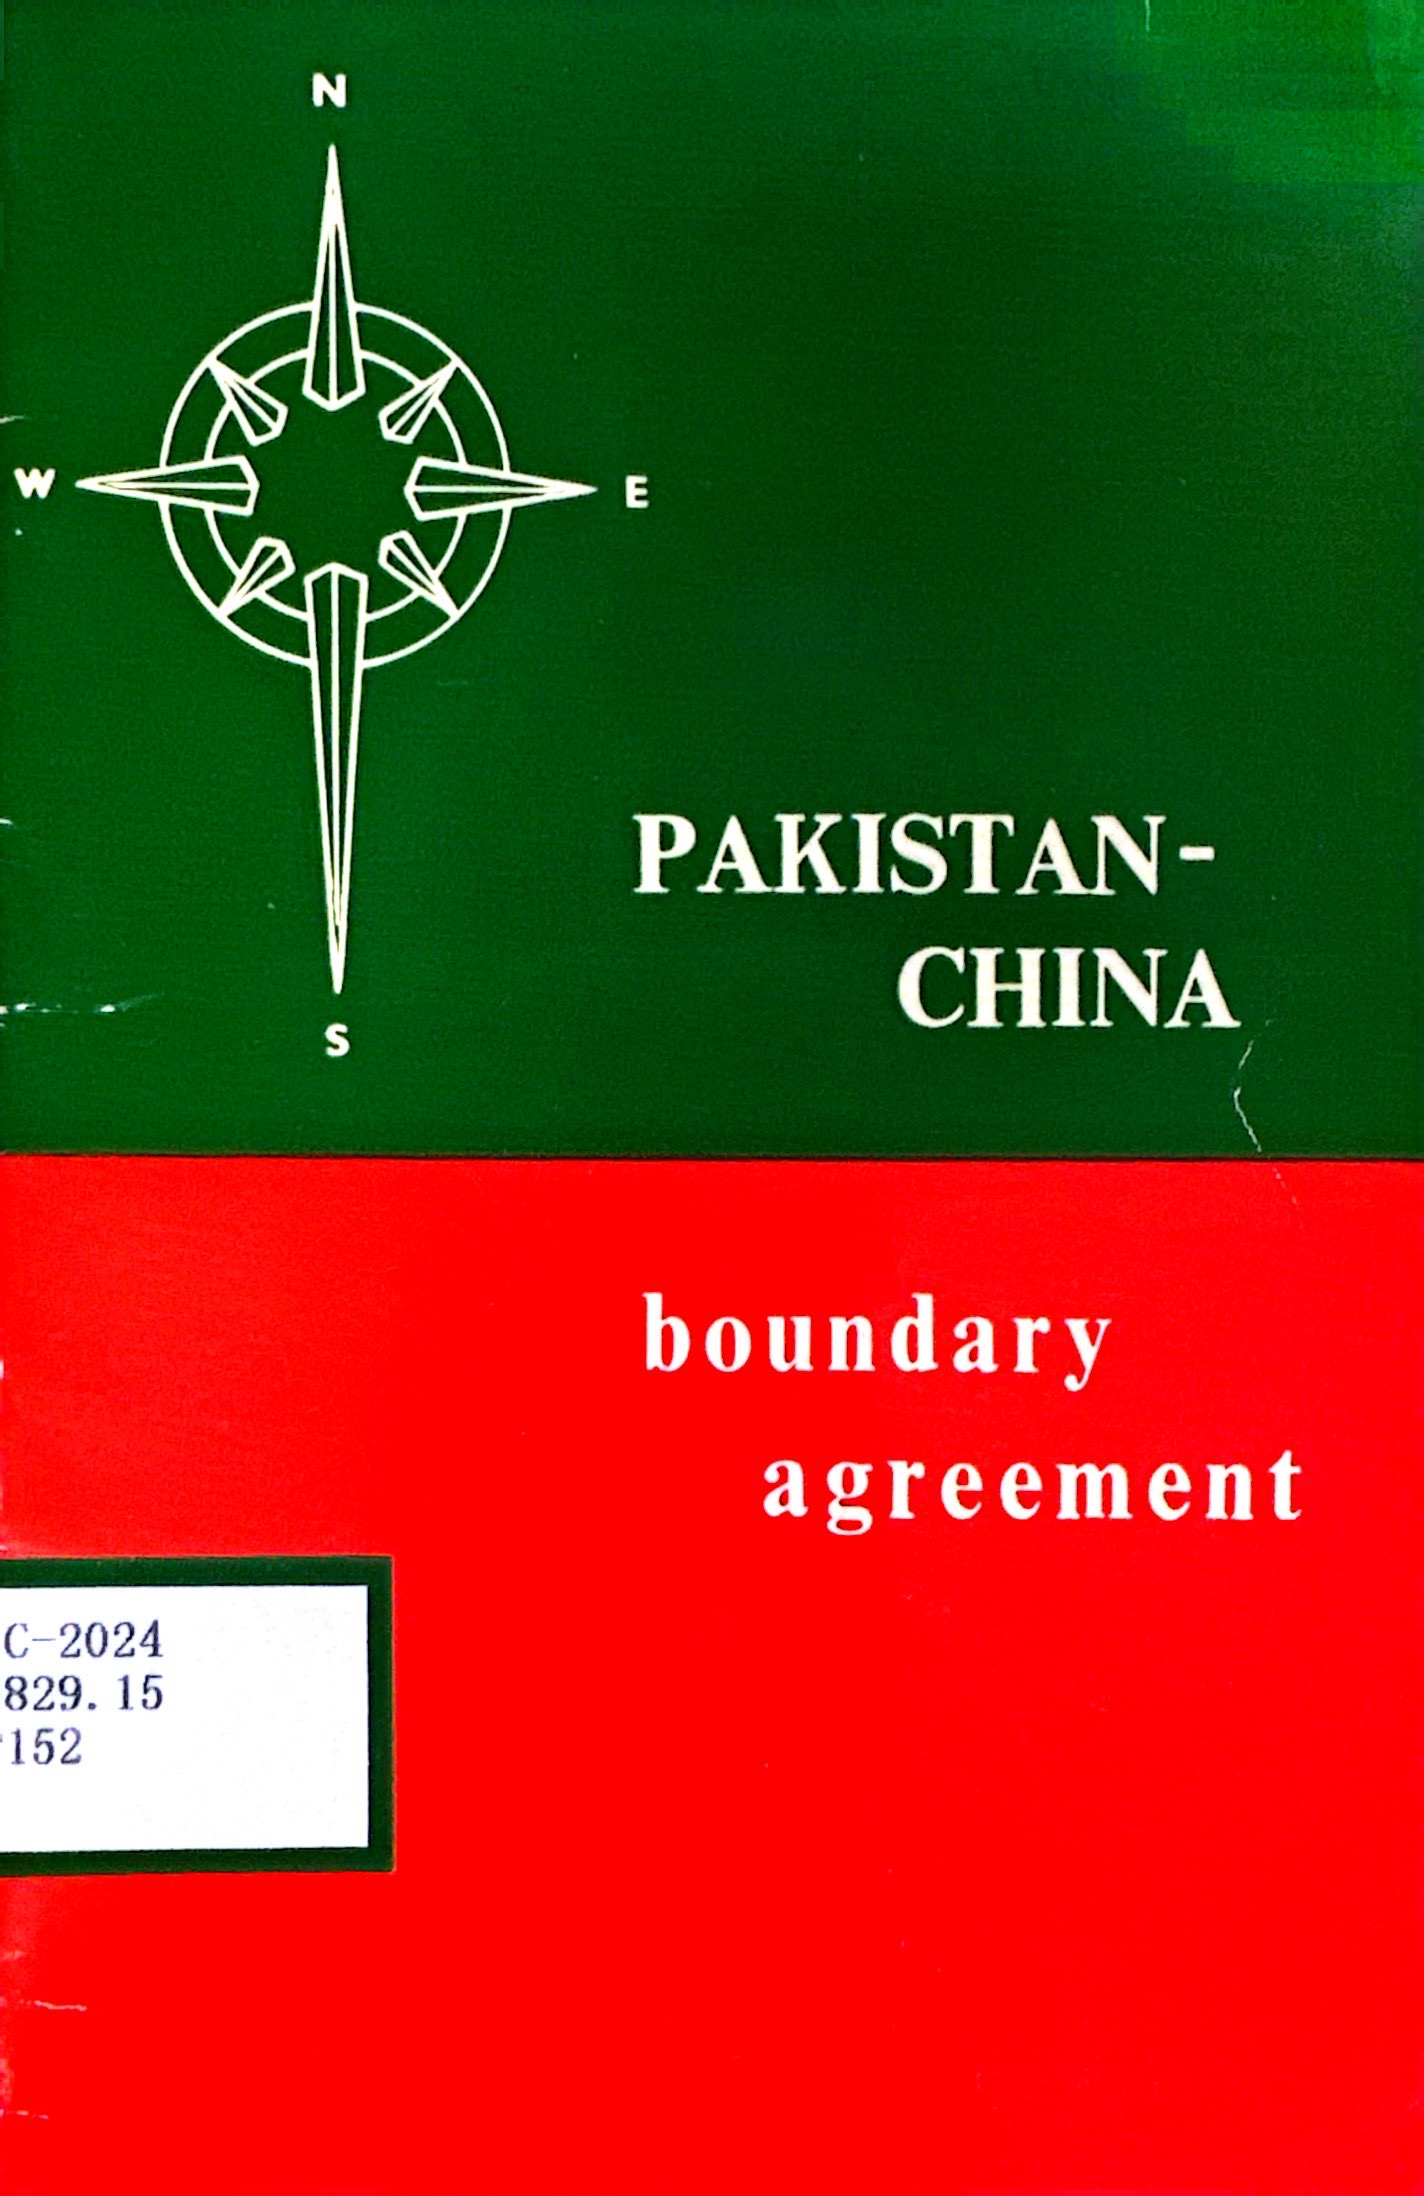 N
W E
S
PAKISTAN-
CHINA
boundary
agreement
C-2024
829.15
152